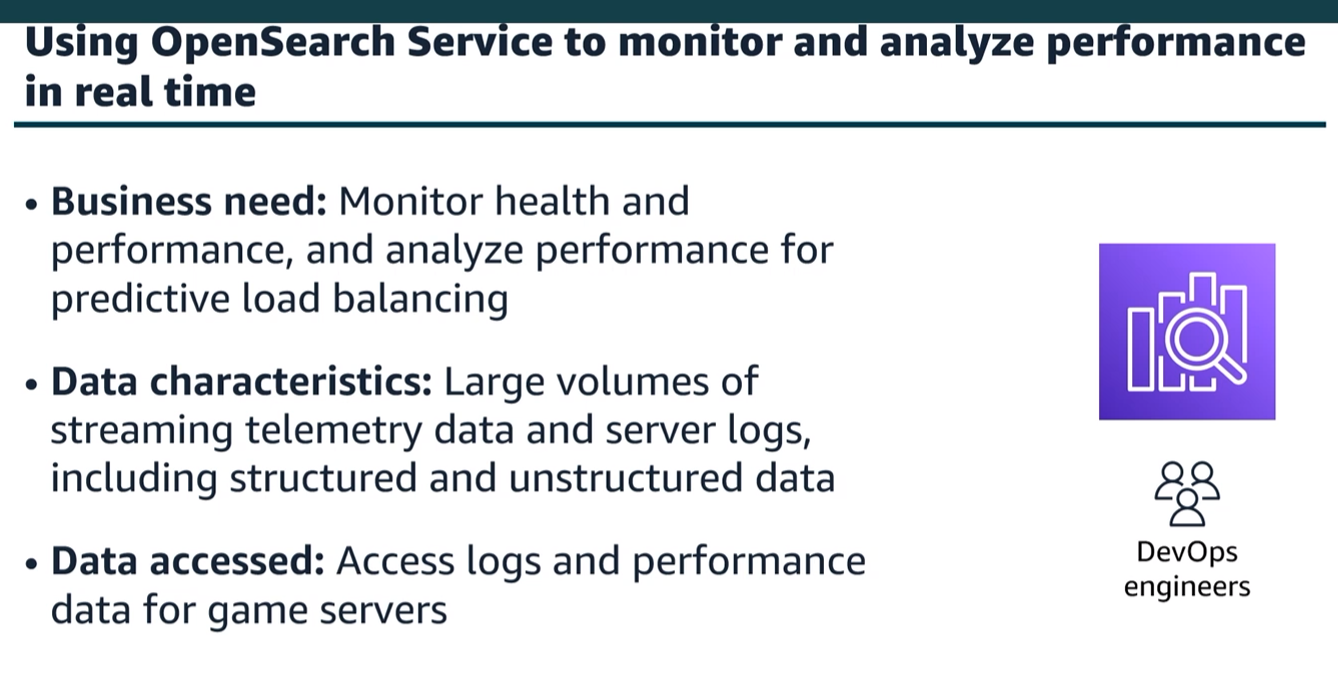 Using OpenSearch Service to monitor and analyze performance
in real time
• Business need: Monitor health and
performance, and analyze performance for
predictive load balancing
• Data characteristics: Large volumes of
streaming telemetry data and server logs,
including structured and unstructured data
• Data accessed: Access logs and performance
data for game servers
DevOps
engineers